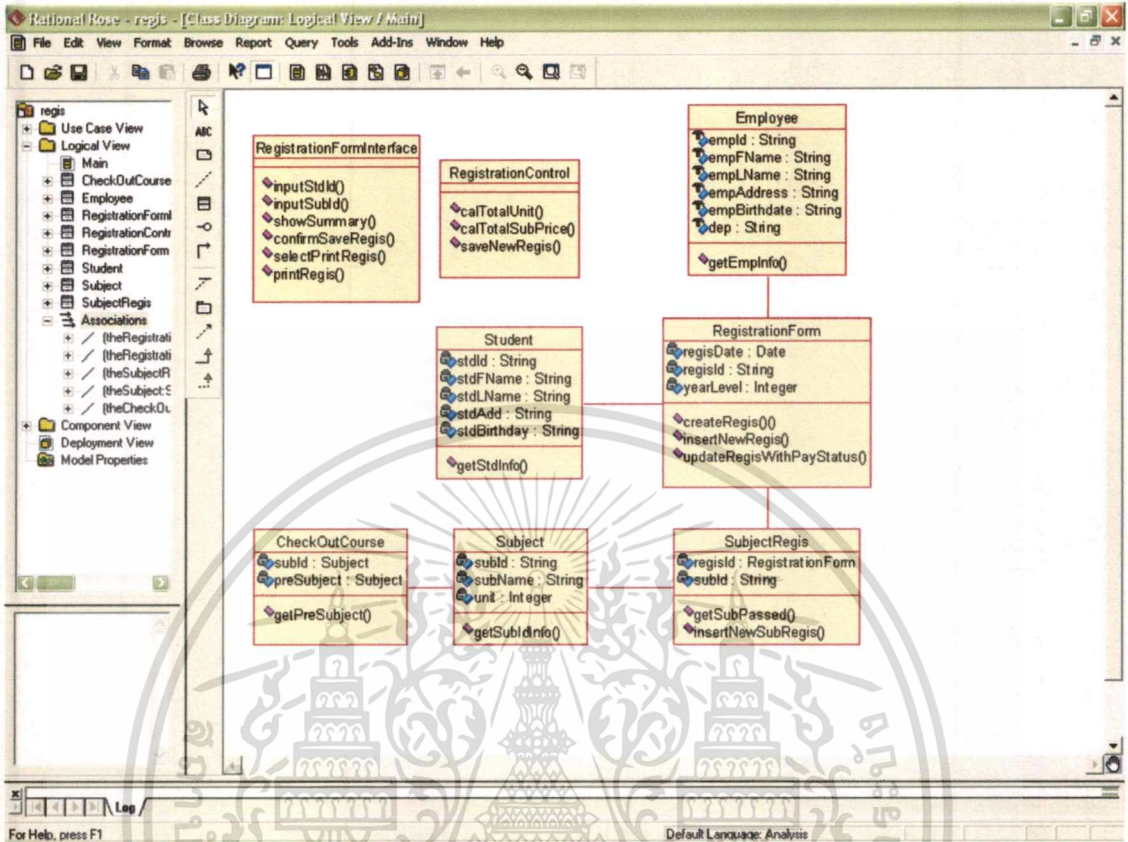 Rational Rose - regis - [Class Diagram: Logical View / Main]
File Edit View Format Browse Report Query Tools Add-Ins Window Help
regis
Use Case View
Logical View
Main
CheckOutCourse
Employee
RegistrationFormI
RegistrationContr
RegistrationForm
Student
Subject
SubjectRegis
Associations
(theRegistrati
(theRegistrati
(theSubjectR
(theSubject:S
(theCheckOu
Component View
Deployment View
Model Properties
ABC
RegistrationFormInterface
inputStdId()
inputSubId()
showSummary()
confirmSaveRegis()
selectPrintRegis()
printRegis()
RegistrationControl
calTotalUnit()
calTotalSubPrice()
saveNewRegis()
Employee
empId : String
empFName : String
empLName : String
empAddress : String
empBirthdate : String
dep : String
getEmpInfo()
Student
stdId : String
stdFName : String
stdLName : String
stdAdd : String
stdBirthday : String
getStdInfo()
RegistrationForm
regisDate : Date
regisId : String
yearLevel : Integer
createRegis(()
insertNewRegis()
updateRegisWithPayStatus()
CheckOutCourse
subId : Subject
preSubject : Subject
getPreSubject()
Subject
subId : String
subName : String
unit : Integer
getSubIdInfo()
SubjectRegis
regisId : RegistrationForm
subId : String
getSubPassed()
insertNewSubRegis()
Log
For Help, press F1
Default Language: Analysis